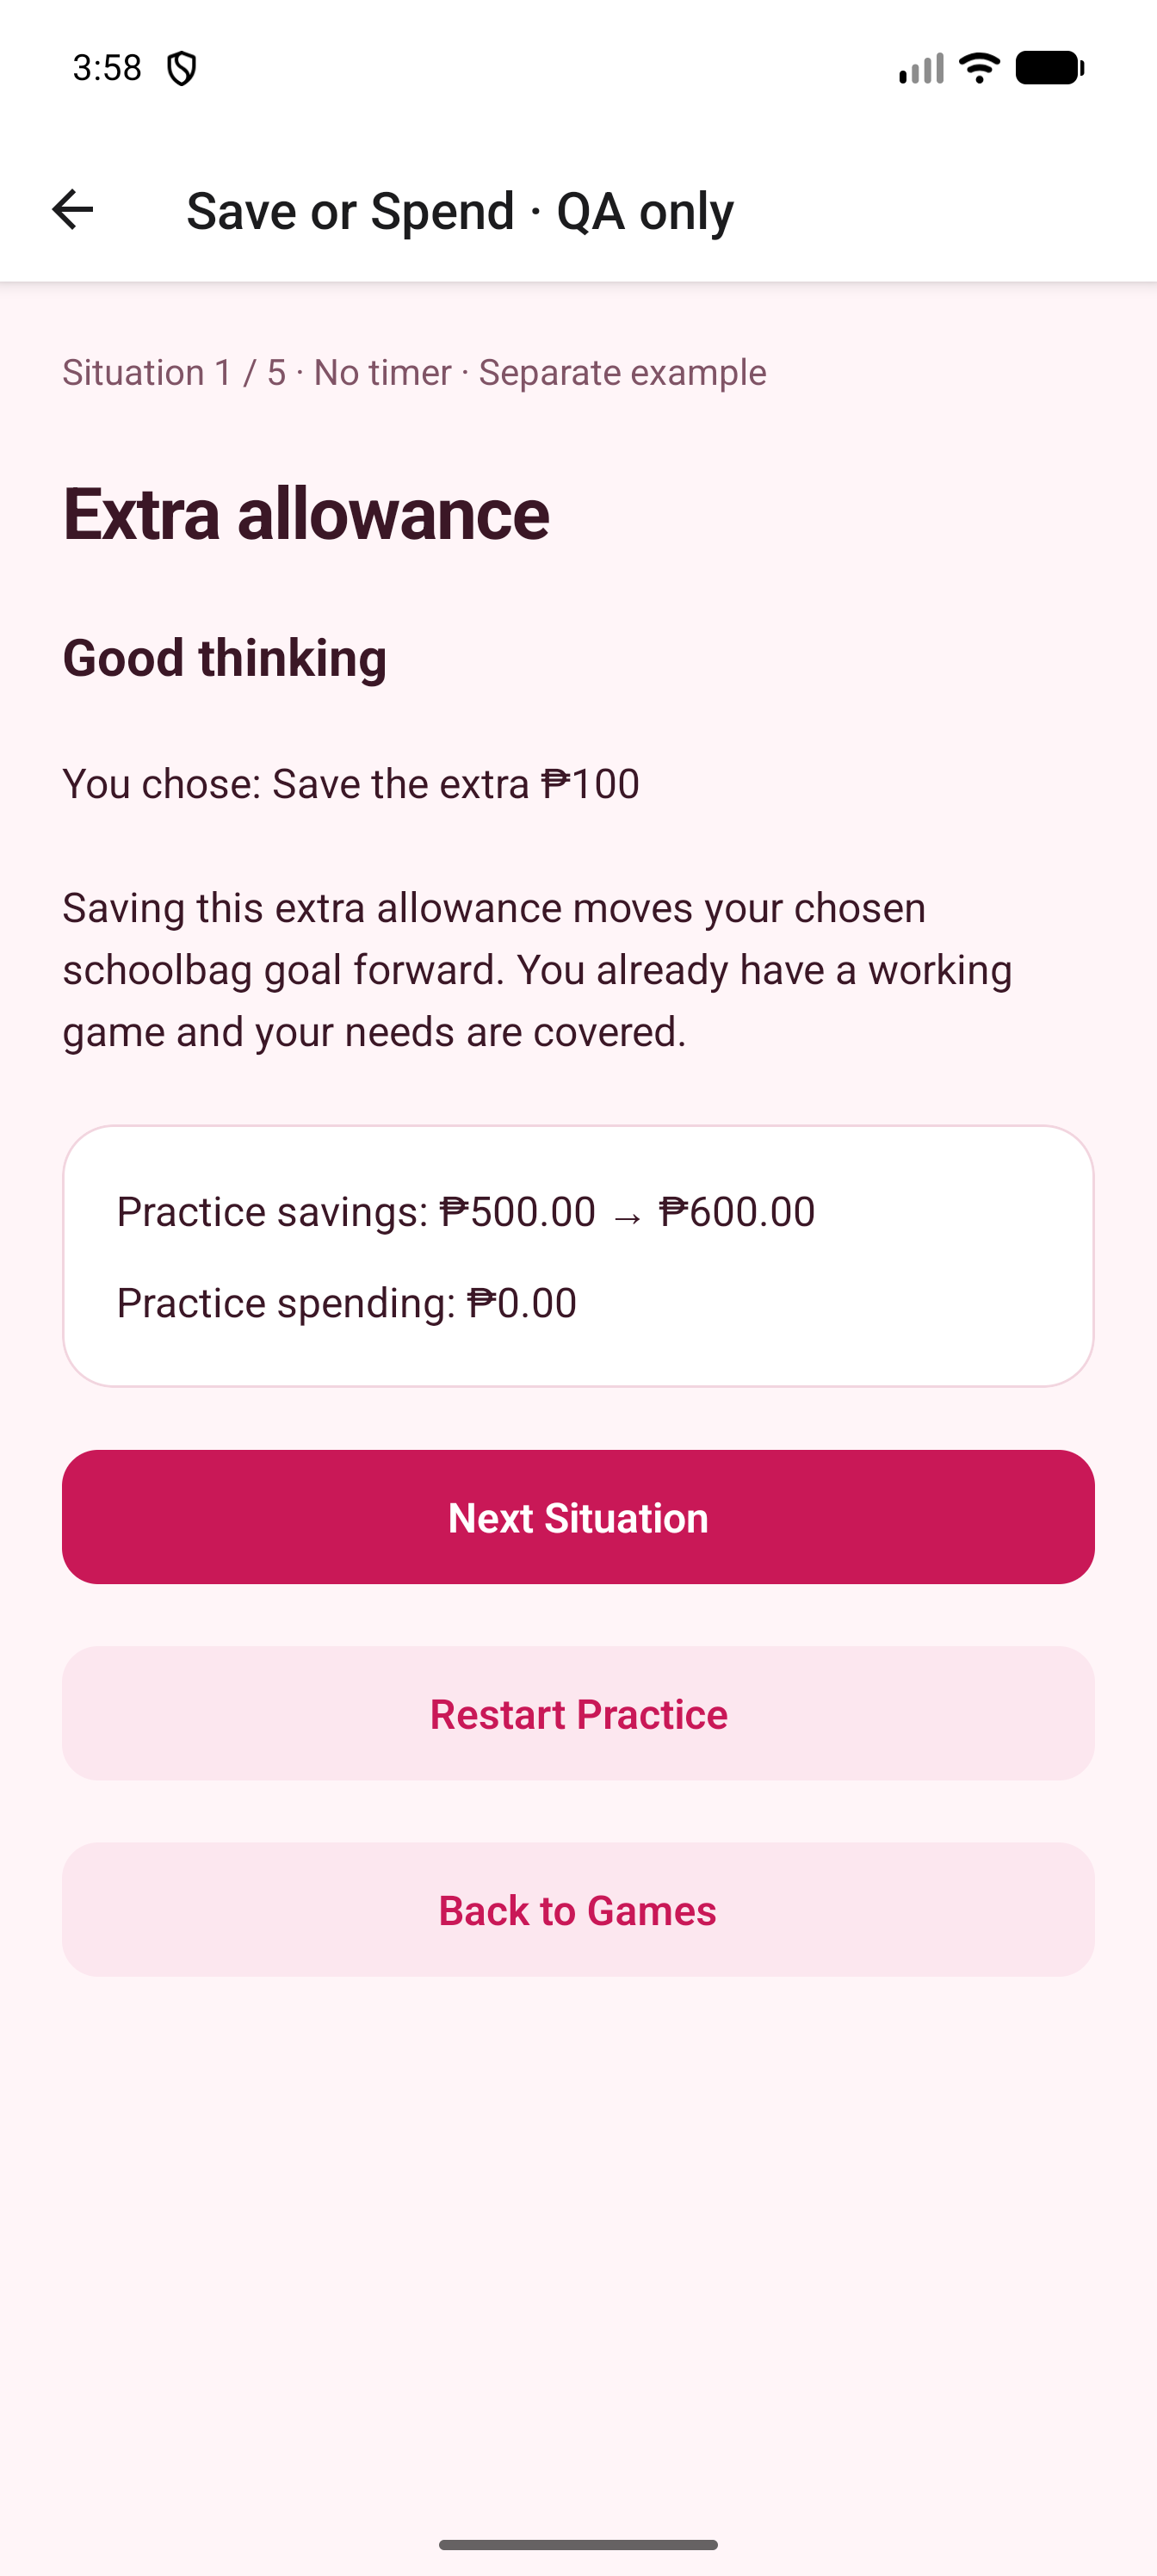 3:58
Save or Spend · QA only
Situation 1 / 5 · No timer · Separate example
Extra allowance
Good thinking
You chose: Save the extra ₱100
Saving this extra allowance moves your chosen
schoolbag goal forward. You already have a working
game and your needs are covered.
Practice savings: ₱500.00 → ₱600.00
Practice spending: ₱0.00
Next Situation
Restart Practice
Back to Games